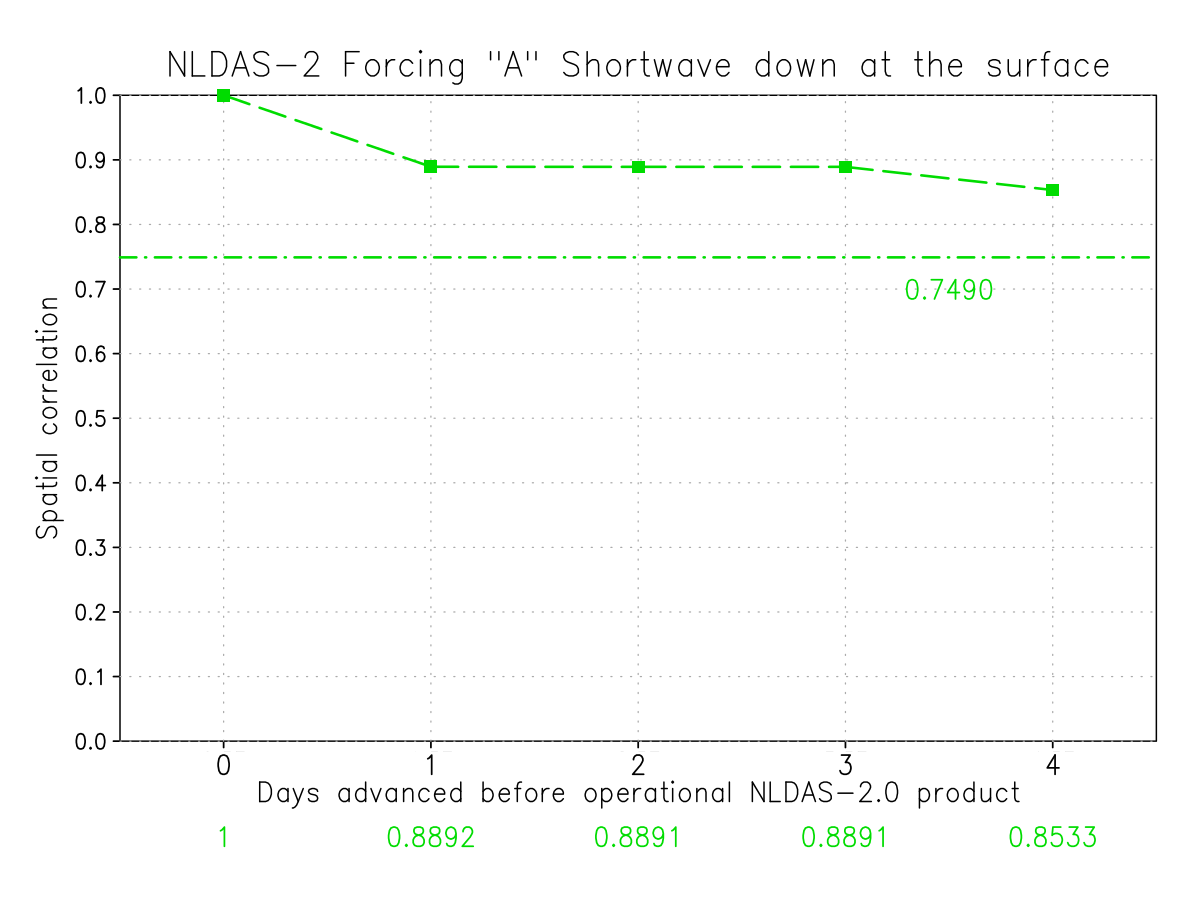 NLDAS-2 Forcing "A" Shortwave down at the surface
1.0
0.9
0.8
0.7
0.7490
0.6
0.5
0.4
0.3
0.2
0.1
0.0
Spatial correlation
0 1 2 3 4
Days advanced before operational NLDAS-2.0 product
1 0.8892 0.8891 0.8891 0.8533